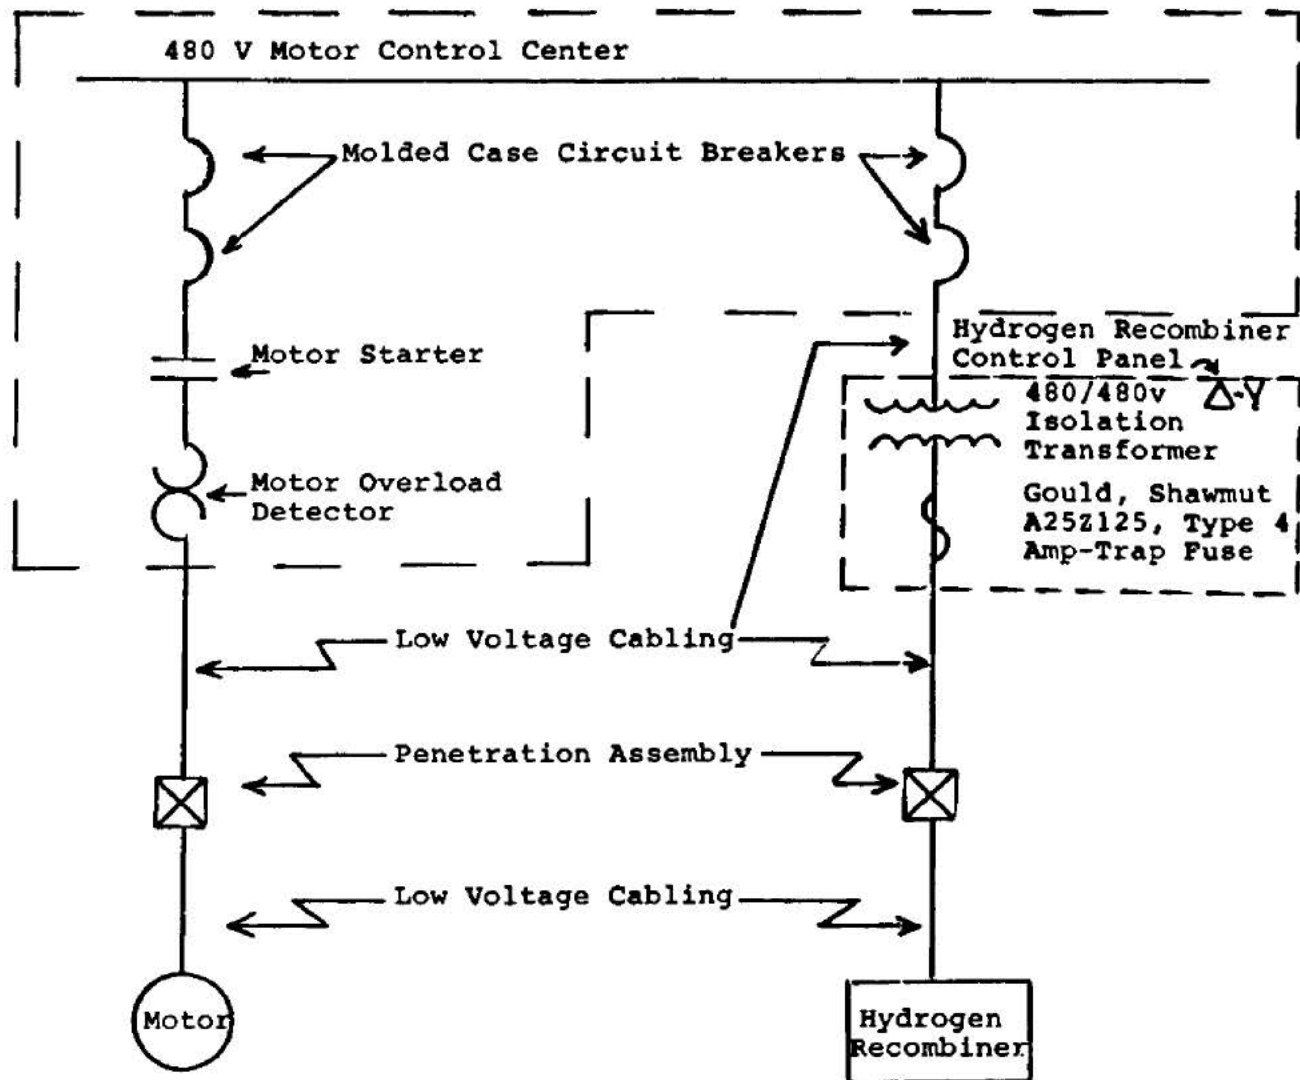 480 V Motor Control Center
Molded Case Circuit Breakers
Hydrogen Recombiner
Control Panel
Motor Starter
480/480v Δ-Y
Isolation
Transformer
Motor Overload
Detector
Gould, Shawmut
A25Z125, Type 4
Amp-Trap Fuse
Low Voltage Cabling
Penetration Assembly
Low Voltage Cabling
Motor
Hydrogen
Recombiner